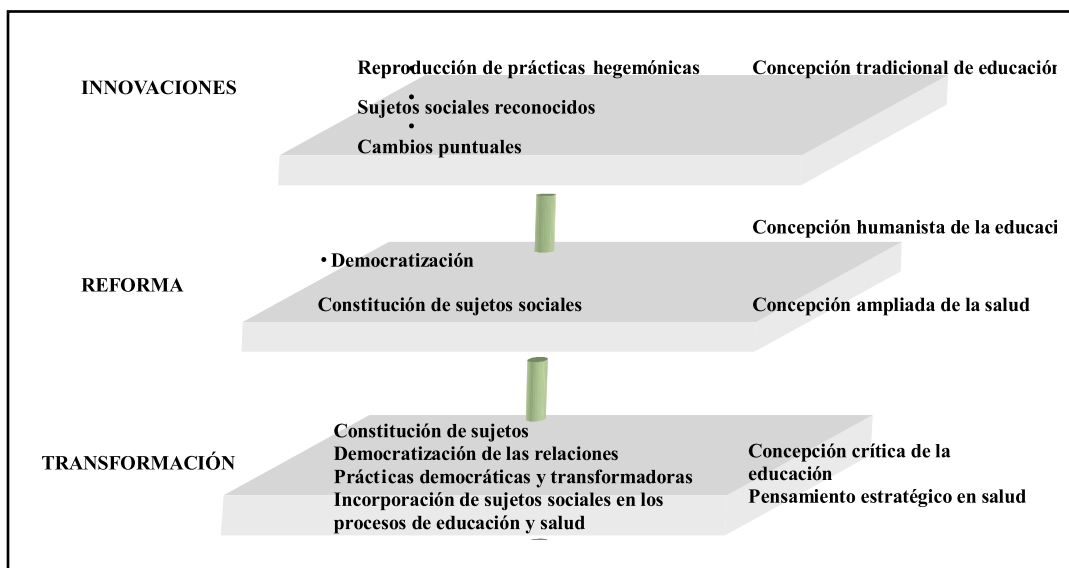 INNOVACIONES
• Reproducción de prácticas hegemónicas
• Sujetos sociales reconocidos
• Cambios puntuales
Concepción tradicional de educación
REFORMA
• Democratización
Constitución de sujetos sociales
Concepción humanista de la educaci
Concepción ampliada de la salud
TRANSFORMACIÓN
Constitución de sujetos
Democratización de las relaciones
Prácticas democráticas y transformadoras
Incorporación de sujetos sociales en los
procesos de educación y salud
Concepción crítica de la
educación
Pensamiento estratégico en salud